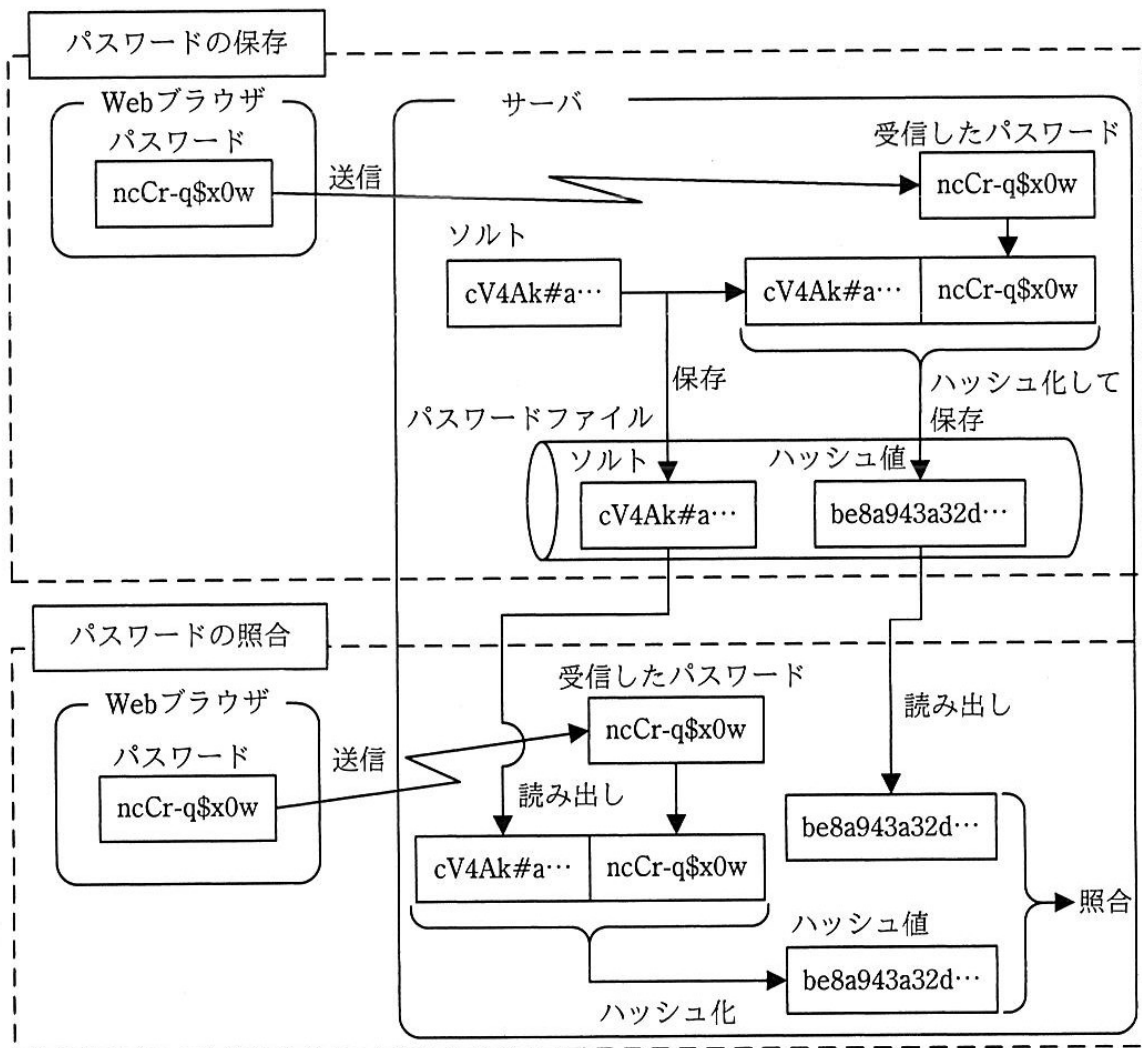 パスワードの保存
Webブラウザ
パスワード
ncCr-q$x0w
送信
サーバ
受信したパスワード
ncCr-q$x0w
ソルト
cV4Ak#a…
cV4Ak#a…
ncCr-q$x0w
保存
ハッシュ化して
保存
パスワードファイル
ソルト
cV4Ak#a…
ハッシュ値
be8a943a32d…
パスワードの照合
Webブラウザ
パスワード
ncCr-q$x0w
送信
受信したパスワード
ncCr-q$x0w
読み出し
読み出し
cV4Ak#a…
ncCr-q$x0w
be8a943a32d…
照合
ハッシュ値
be8a943a32d…
ハッシュ化